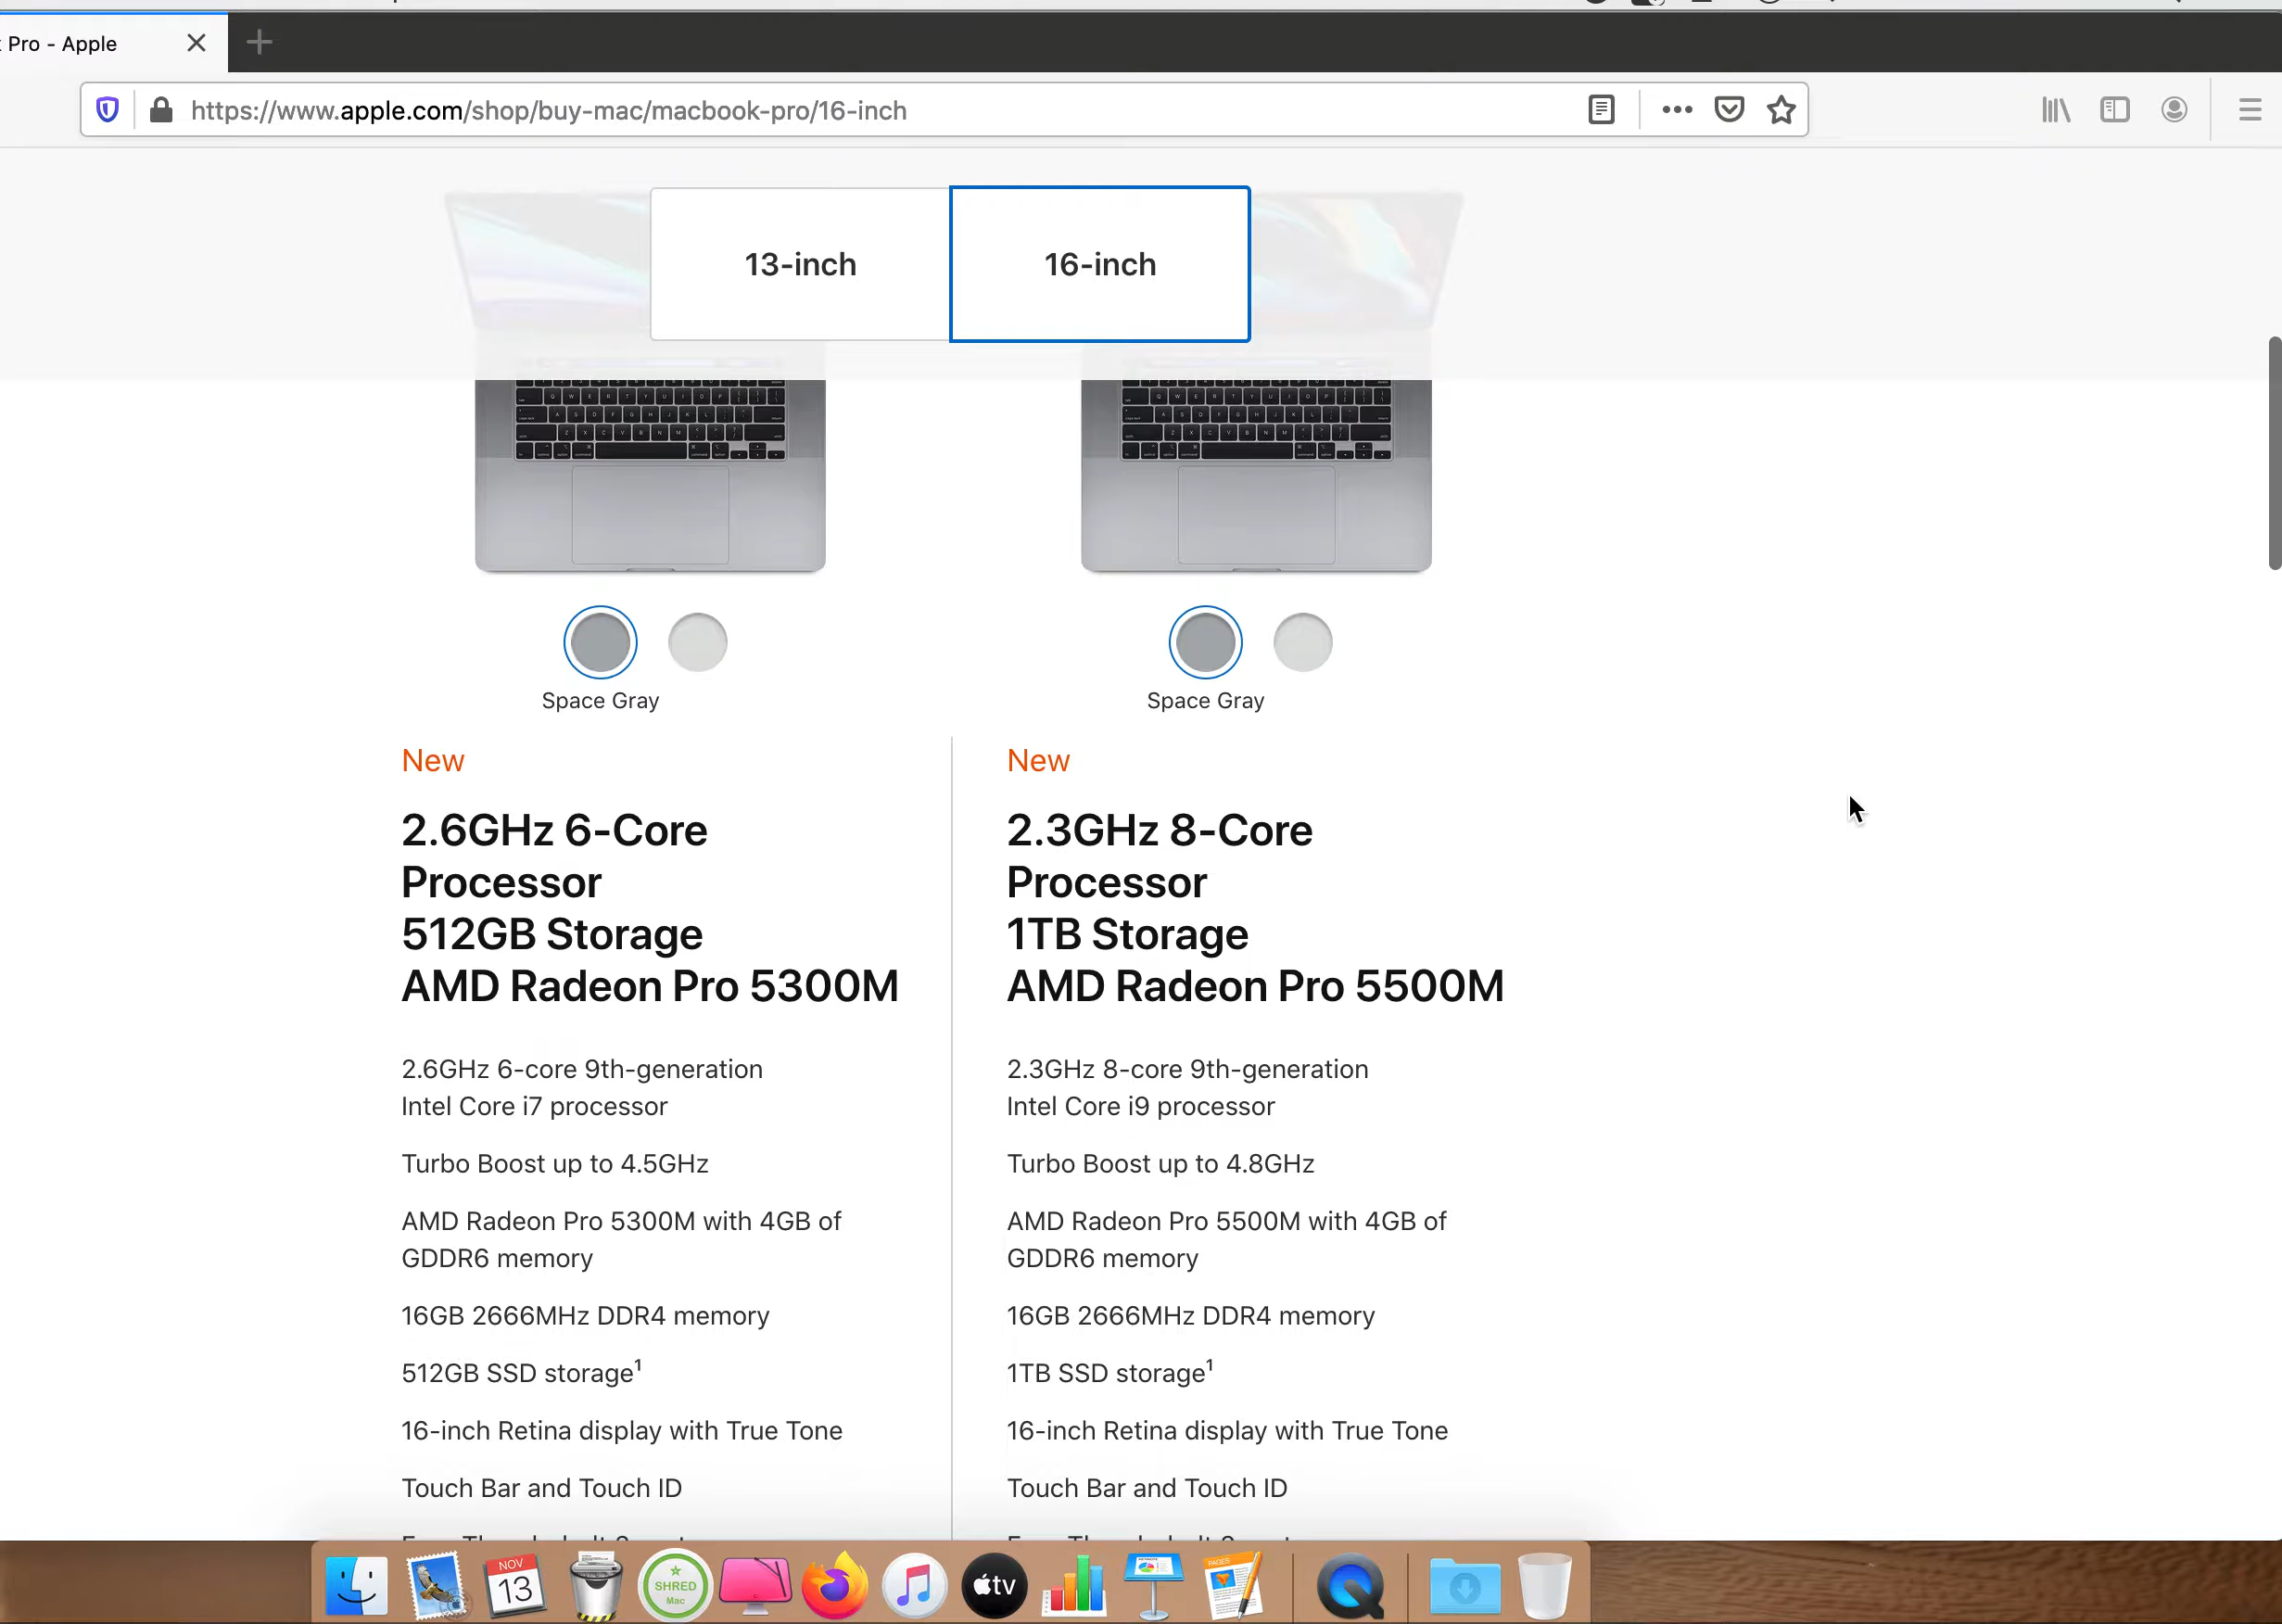 Pro - Apple
https://www.apple.com/shop/buy-mac/macbook-pro/16-inch
13-inch
16-inch
Space Gray
Space Gray
New
2.6GHz 6-Core
Processor
512GB Storage
AMD Radeon Pro 5300M
2.6GHz 6-core 9th-generation
Intel Core i7 processor
Turbo Boost up to 4.5GHz
AMD Radeon Pro 5300M with 4GB of
GDDR6 memory
16GB 2666MHz DDR4 memory
512GB SSD storage¹
16-inch Retina display with True Tone
Touch Bar and Touch ID
New
2.3GHz 8-Core
Processor
1TB Storage
AMD Radeon Pro 5500M
2.3GHz 8-core 9th-generation
Intel Core i9 processor
Turbo Boost up to 4.8GHz
AMD Radeon Pro 5500M with 4GB of
GDDR6 memory
16GB 2666MHz DDR4 memory
1TB SSD storage¹
16-inch Retina display with True Tone
Touch Bar and Touch ID
NOV
13
SHRED
Mac
tv
KEYNOTE
PAGES